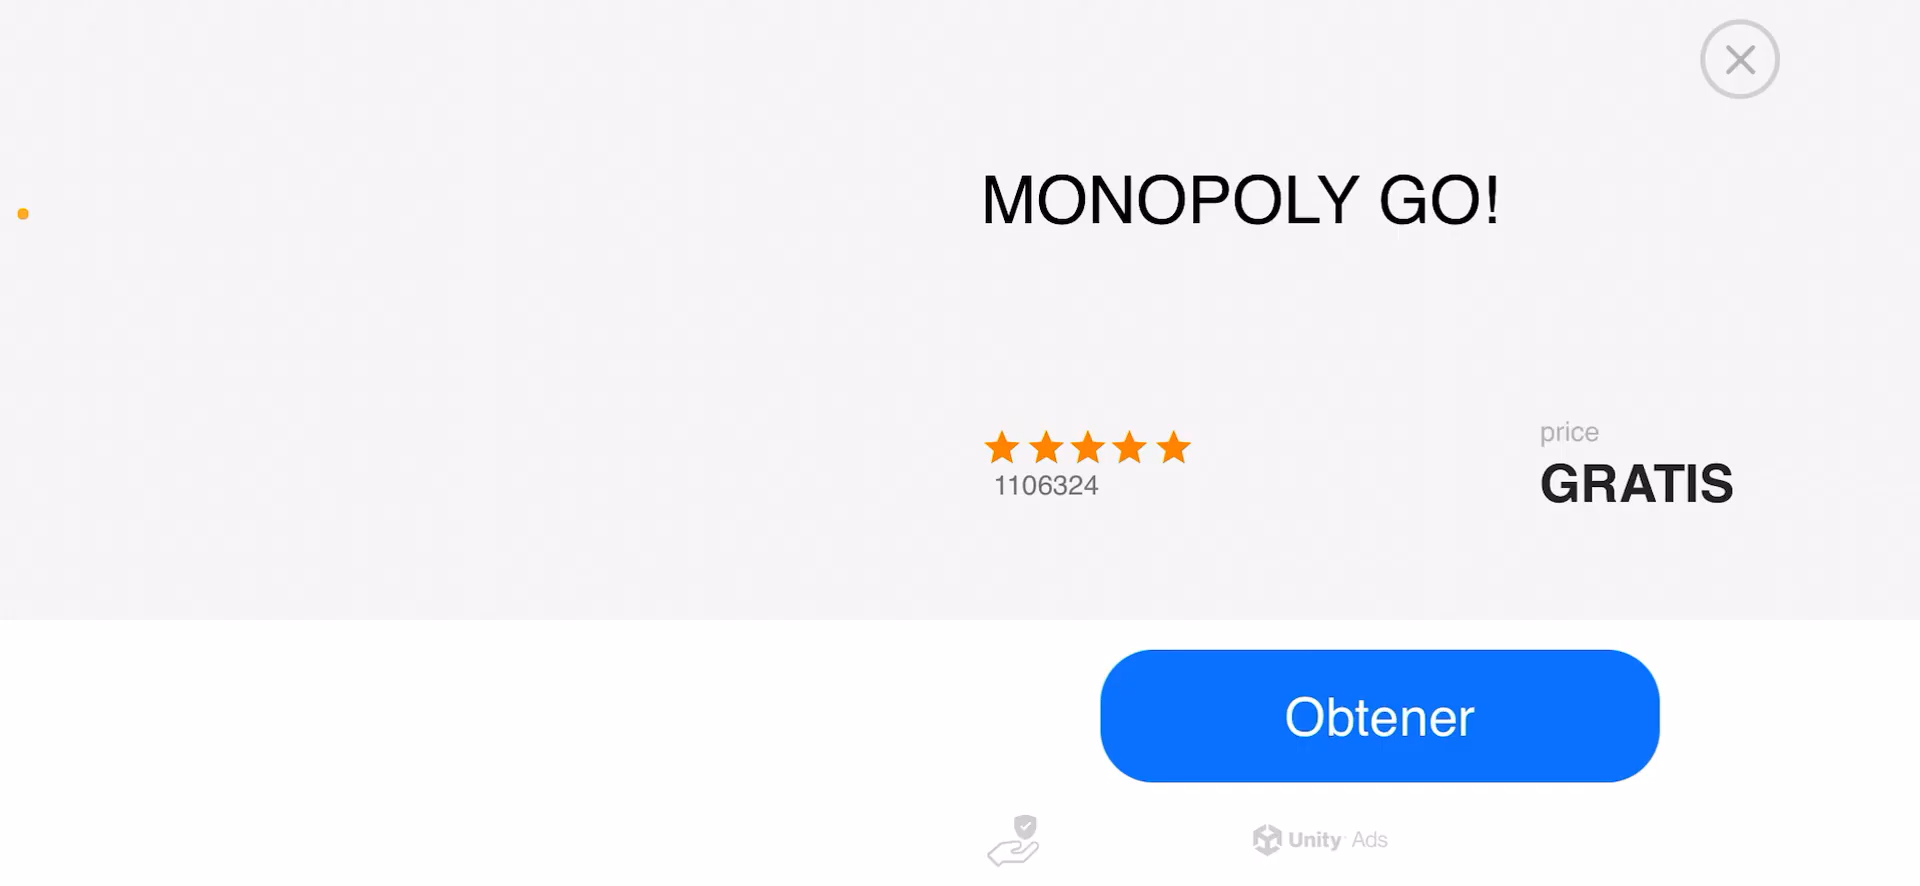 MONOPOLY GO!
1106324
price
GRATIS
Obtener
Unity Ads